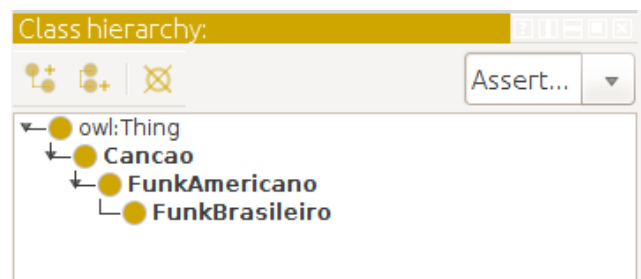 Class hierarchy:
Assert...
owl:Thing
Cancao
FunkAmericano
FunkBrasileiro